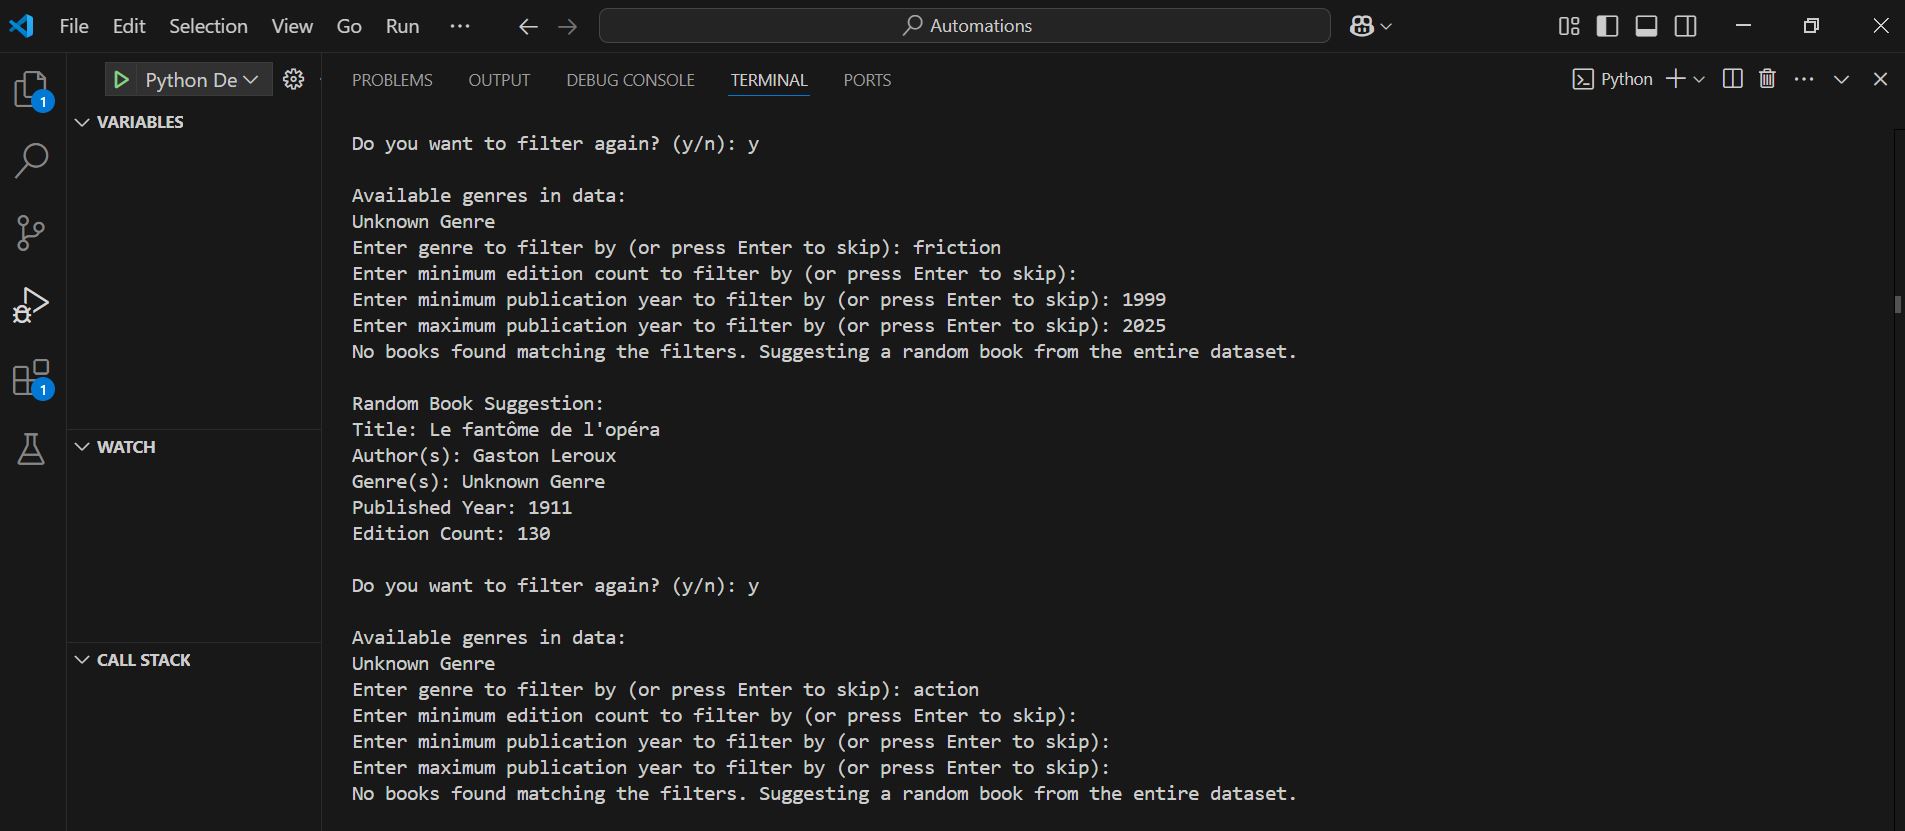 File Edit Selection View Go Run ··· Automations
Python De PROBLEMS OUTPUT DEBUG CONSOLE TERMINAL PORTS Python
1
VARIABLES
Do you want to filter again? (y/n): y
Available genres in data:
Unknown Genre
Enter genre to filter by (or press Enter to skip): friction
Enter minimum edition count to filter by (or press Enter to skip):
Enter minimum publication year to filter by (or press Enter to skip): 1999
Enter maximum publication year to filter by (or press Enter to skip): 2025
No books found matching the filters. Suggesting a random book from the entire dataset.
1
Random Book Suggestion:
Title: Le fantôme de l'opéra
WATCH
Author(s): Gaston Leroux
Genre(s): Unknown Genre
Published Year: 1911
Edition Count: 130
Do you want to filter again? (y/n): y
Available genres in data:
CALL STACK
Unknown Genre
Enter genre to filter by (or press Enter to skip): action
Enter minimum edition count to filter by (or press Enter to skip):
Enter minimum publication year to filter by (or press Enter to skip):
Enter maximum publication year to filter by (or press Enter to skip):
No books found matching the filters. Suggesting a random book from the entire dataset.